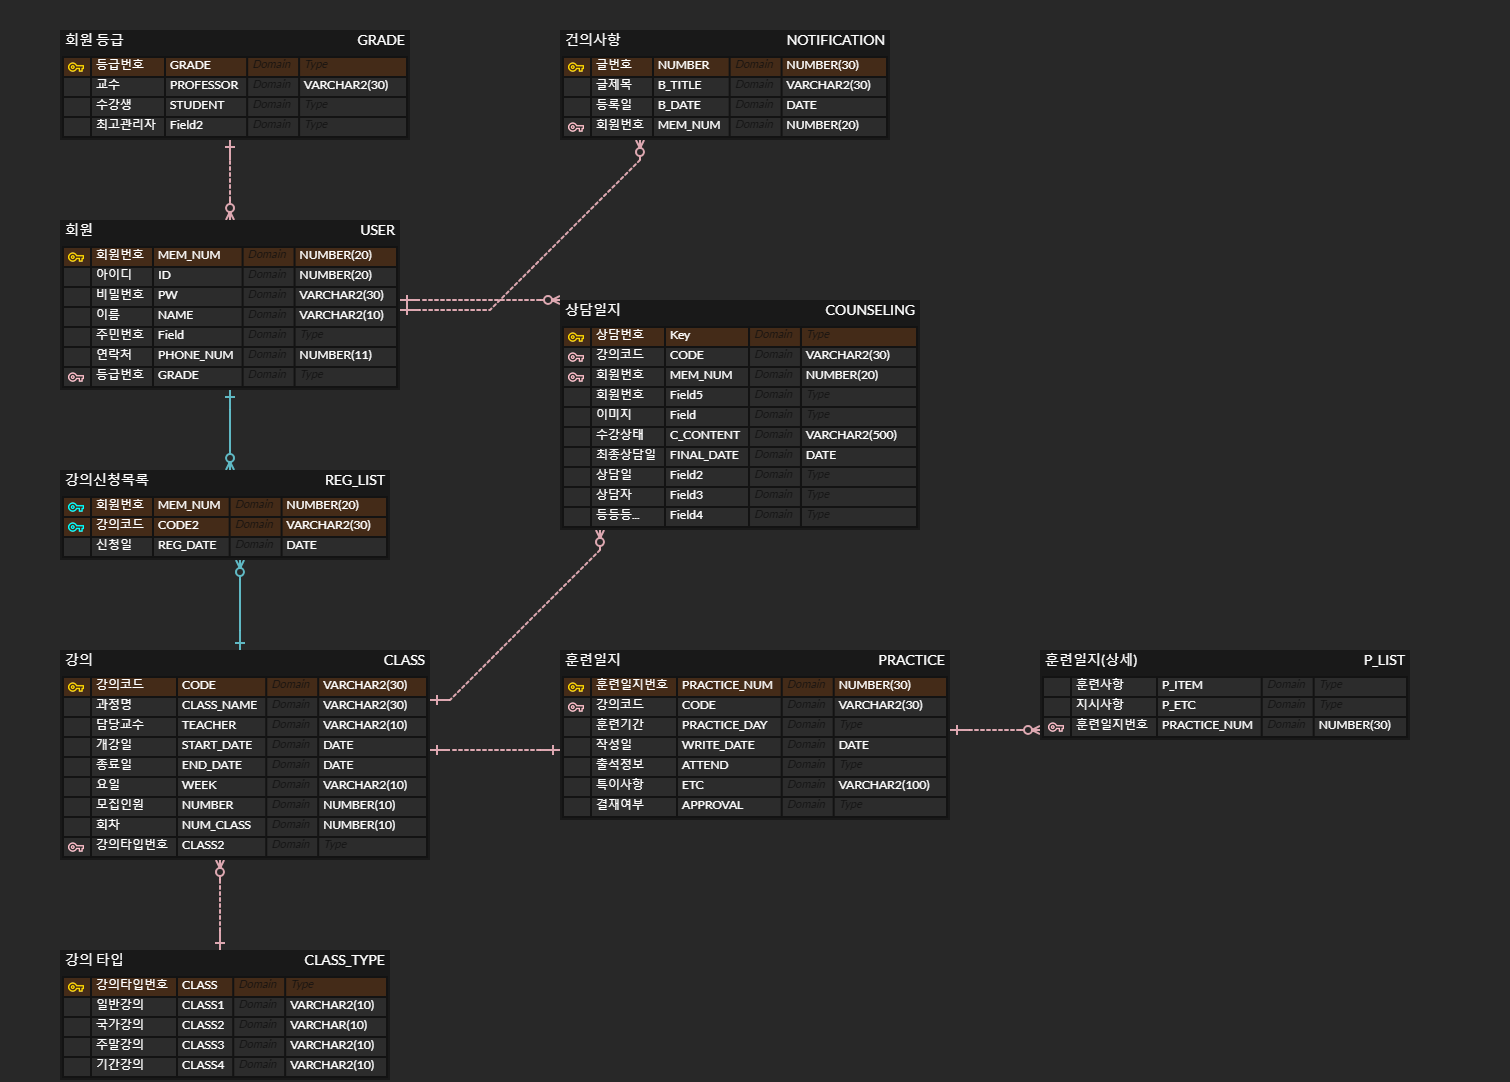 회원 등급 GRADE
등급번호 GRADE Domain Type
교수 PROFESSOR Domain VARCHAR2(30)
수강생 STUDENT Domain Type
최고관리자 Field2 Domain Type
건의사항 NOTIFICATION
글번호 NUMBER Domain NUMBER(30)
글제목 B_TITLE Domain VARCHAR2(30)
등록일 B_DATE Domain DATE
회원번호 MEM_NUM Domain NUMBER(20)
회원 USER
회원번호 MEM_NUM Domain NUMBER(20)
아이디 ID Domain NUMBER(20)
비밀번호 PW Domain VARCHAR2(30)
이름 NAME Domain VARCHAR2(10)
주민번호 Field Domain Type
연락처 PHONE_NUM Domain NUMBER(11)
등급번호 GRADE Domain Type
상담일지 COUNSELING
상담번호 Key Domain Type
강의코드 CODE Domain VARCHAR2(30)
회원번호 MEM_NUM Domain NUMBER(20)
회원번호 Field5 Domain Type
이미지 Field Domain Type
수강상태 C_CONTENT Domain VARCHAR2(500)
최종상담일 FINAL_DATE Domain DATE
상담일 Field2 Domain Type
상담자 Field3 Domain Type
등등등... Field4 Domain Type
강의신청목록 REG_LIST
회원번호 MEM_NUM Domain NUMBER(20)
강의코드 CODE2 Domain VARCHAR2(30)
신청일 REG_DATE Domain DATE
강의 CLASS
강의코드 CODE Domain VARCHAR2(30)
과정명 CLASS_NAME Domain VARCHAR2(30)
담당교수 TEACHER Domain VARCHAR2(10)
개강일 START_DATE Domain DATE
종료일 END_DATE Domain DATE
요일 WEEK Domain VARCHAR2(10)
모집인원 NUMBER Domain NUMBER(10)
회차 NUM_CLASS Domain NUMBER(10)
강의타입번호 CLASS2 Domain Type
훈련일지 PRACTICE
훈련일지번호 PRACTICE_NUM Domain NUMBER(30)
강의코드 CODE Domain VARCHAR2(30)
훈련기간 PRACTICE_DAY Domain Type
작성일 WRITE_DATE Domain DATE
출석정보 ATTEND Domain Type
특이사항 ETC Domain VARCHAR2(100)
결재여부 APPROVAL Domain Type
훈련일지(상세) P_LIST
훈련사항 P_ITEM Domain Type
지시사항 P_ETC Domain Type
훈련일지번호 PRACTICE_NUM Domain NUMBER(30)
강의 타입 CLASS_TYPE
강의타입번호 CLASS Domain Type
일반강의 CLASS1 Domain VARCHAR2(10)
국가강의 CLASS2 Domain VARCHAR(10)
주말강의 CLASS3 Domain VARCHAR2(10)
기간강의 CLASS4 Domain VARCHAR2(10)